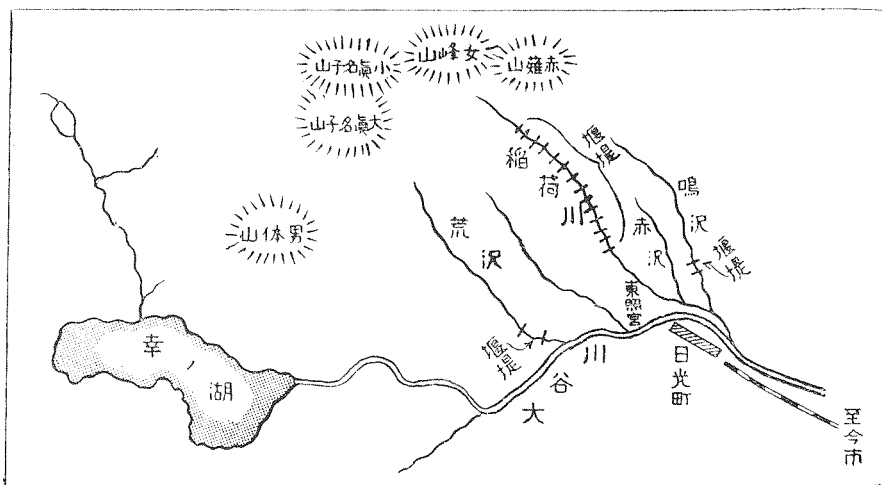 女峰山
小眞名子山
赤薙山
大眞名子山
男体山
堰堤
稲荷川
鳴沢
荒沢
赤沢
堰堤
東照宮
堰堤
幸ノ湖
大谷川
日光町
至今市